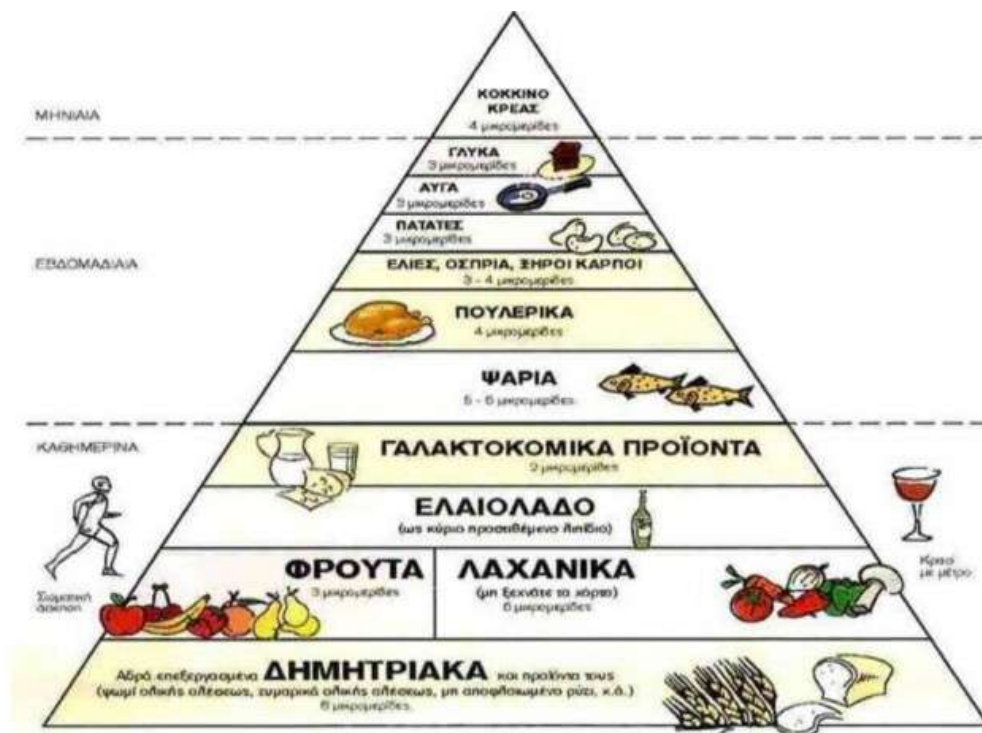 ΜΗΝΙΑΙΑ
ΚΟΚΚΙΝΟ
ΚΡΕΑΣ
4 μικρομερίδες
ΓΛΥΚΑ
3 μικρομερίδες
ΑΥΓΑ
3 μικρομερίδες
ΠΑΤΑΤΕΣ
3 μικρομερίδες
ΕΒΔΟΜΑΔΙΑΙΑ
ΕΛΙΕΣ, ΟΣΠΡΙΑ, ΞΗΡΟΙ ΚΑΡΠΟΙ
3 - 4 μικρομερίδες
ΠΟΥΛΕΡΙΚΑ
4 μικρομερίδες
ΨΑΡΙΑ
5 - 6 μικρομερίδες
ΚΑΘΗΜΕΡΙΝΑ
ΓΑΛΑΚΤΟΚΟΜΙΚΑ ΠΡΟΪΟΝΤΑ
2 μικρομερίδες
ΕΛΑΙΟΛΑΔΟ
(ως κύριο προστιθέμενο λιπίδιο)
Σωματική
άσκηση
ΦΡΟΥΤΑ
3 μικρομερίδες
ΛΑΧΑΝΙΚΑ
(μη ξεχνάτε τα χόρτα)
6 μικρομερίδες
Κρασί
με μέτρο
Αδρά επεξεργασμένα ΔΗΜΗΤΡΙΑΚΑ και προϊόντα τους
(ψωμί ολικής αλέσεως, ζυμαρικά ολικής αλέσεως, μη αποφλοιωμένο ρύζι, κ.ά.)
8 μικρομερίδες